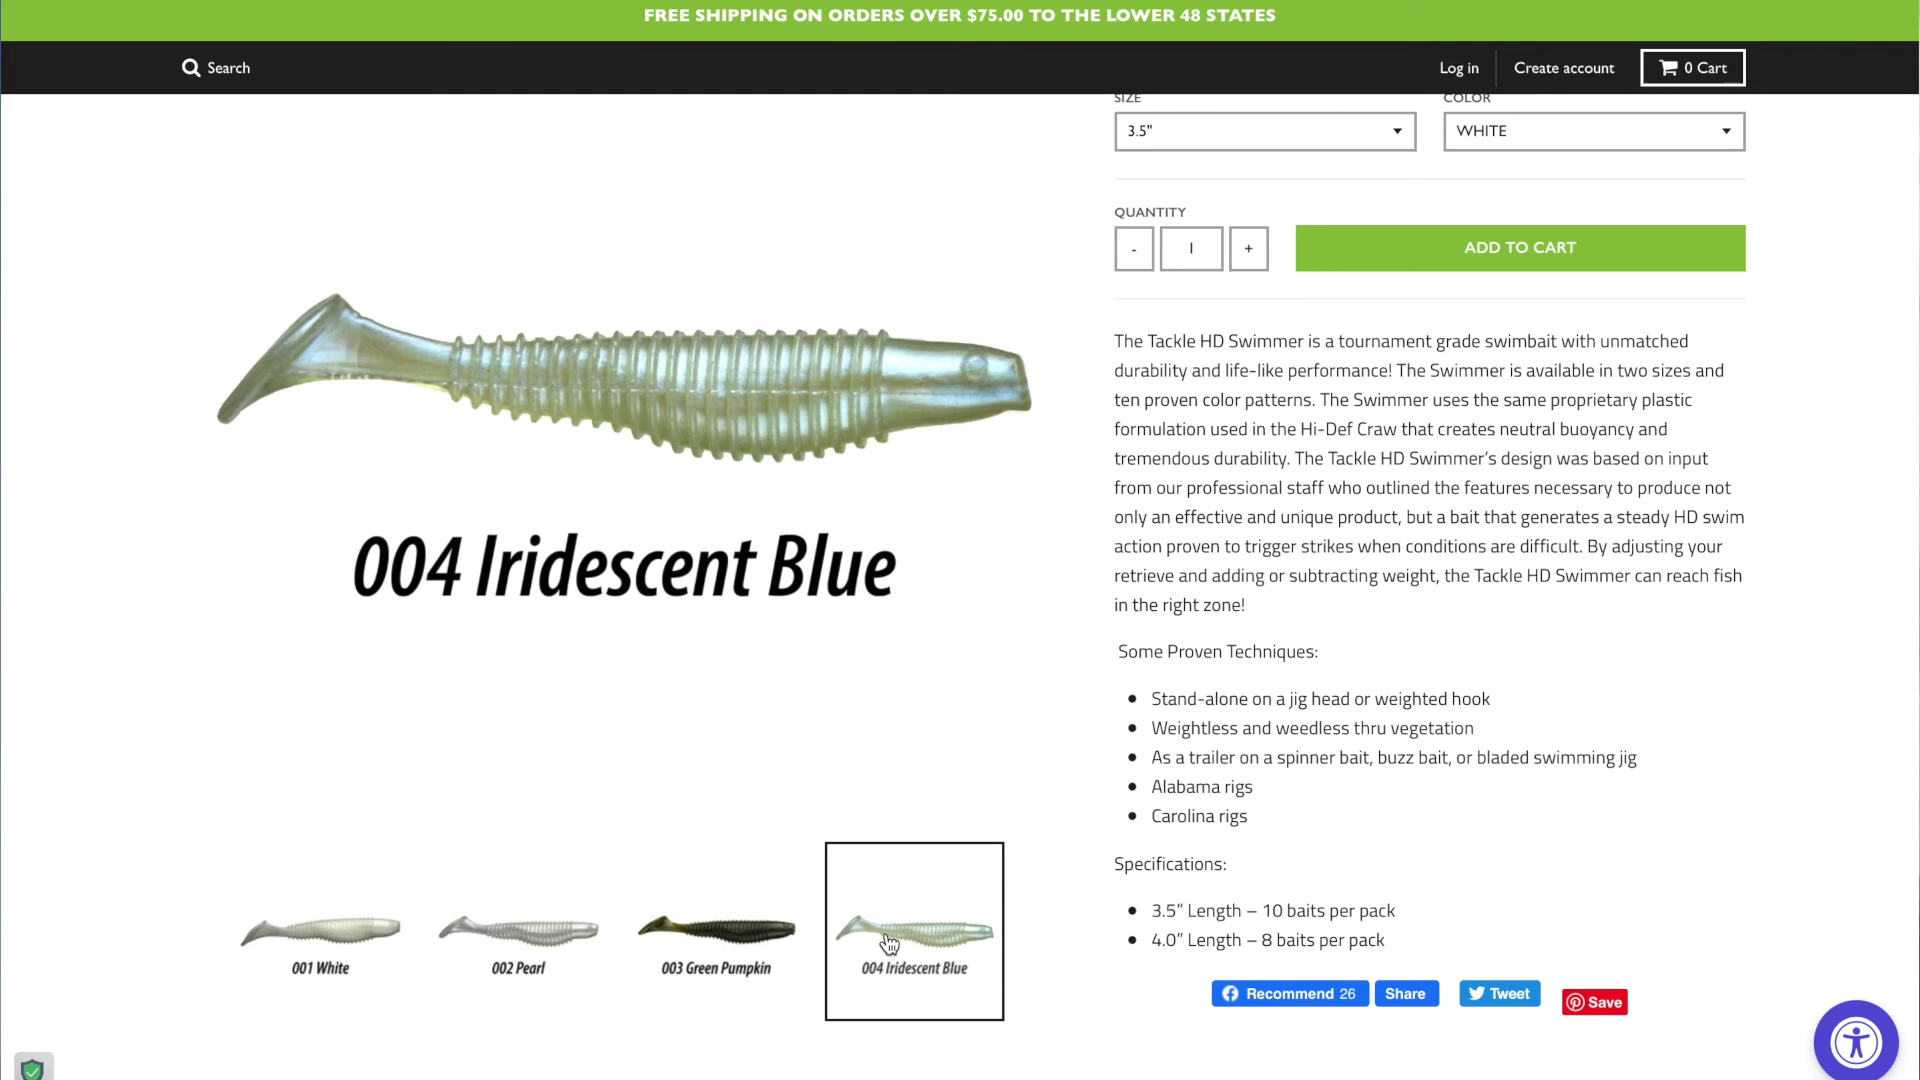 FREE SHIPPING ON ORDERS OVER $75.00 TO THE LOWER 48 STATES
Search
Log in
Create account
0 Cart
SIZE
COLOR
3.5"
WHITE
QUANTITY
-
1
+
ADD TO CART
The Tackle HD Swimmer is a tournament grade swimbait with unmatched
durability and life-like performance! The Swimmer is available in two sizes and
ten proven color patterns. The Swimmer uses the same proprietary plastic
formulation used in the Hi-Def Craw that creates neutral buoyancy and
tremendous durability. The Tackle HD Swimmer’s design was based on input
from our professional staff who outlined the features necessary to produce not
only an effective and unique product, but a bait that generates a steady HD swim
action proven to trigger strikes when conditions are difficult. By adjusting your
retrieve and adding or subtracting weight, the Tackle HD Swimmer can reach fish
in the right zone!
Some Proven Techniques:
• Stand-alone on a jig head or weighted hook
• Weightless and weedless thru vegetation
• As a trailer on a spinner bait, buzz bait, or bladed swimming jig
• Alabama rigs
• Carolina rigs
Specifications:
• 3.5” Length – 10 baits per pack
• 4.0” Length – 8 baits per pack
Recommend 26
Share
Tweet
Save
004 Iridescent Blue
001 White
002 Pearl
003 Green Pumpkin
004 Iridescent Blue